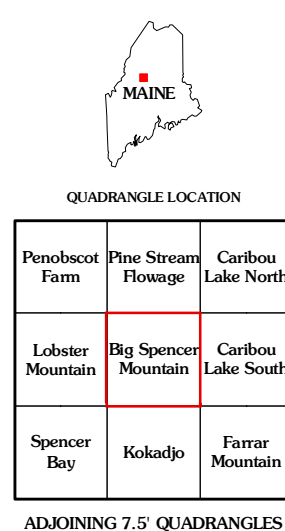 MAINE
QUADRANGLE LOCATION
Penobscot Farm
Pine Stream Flowage
Caribou Lake North
Lobster Mountain
Big Spencer Mountain
Caribou Lake South
Spencer Bay
Kokadjo
Farrar Mountain
ADJOINING 7.5' QUADRANGLES